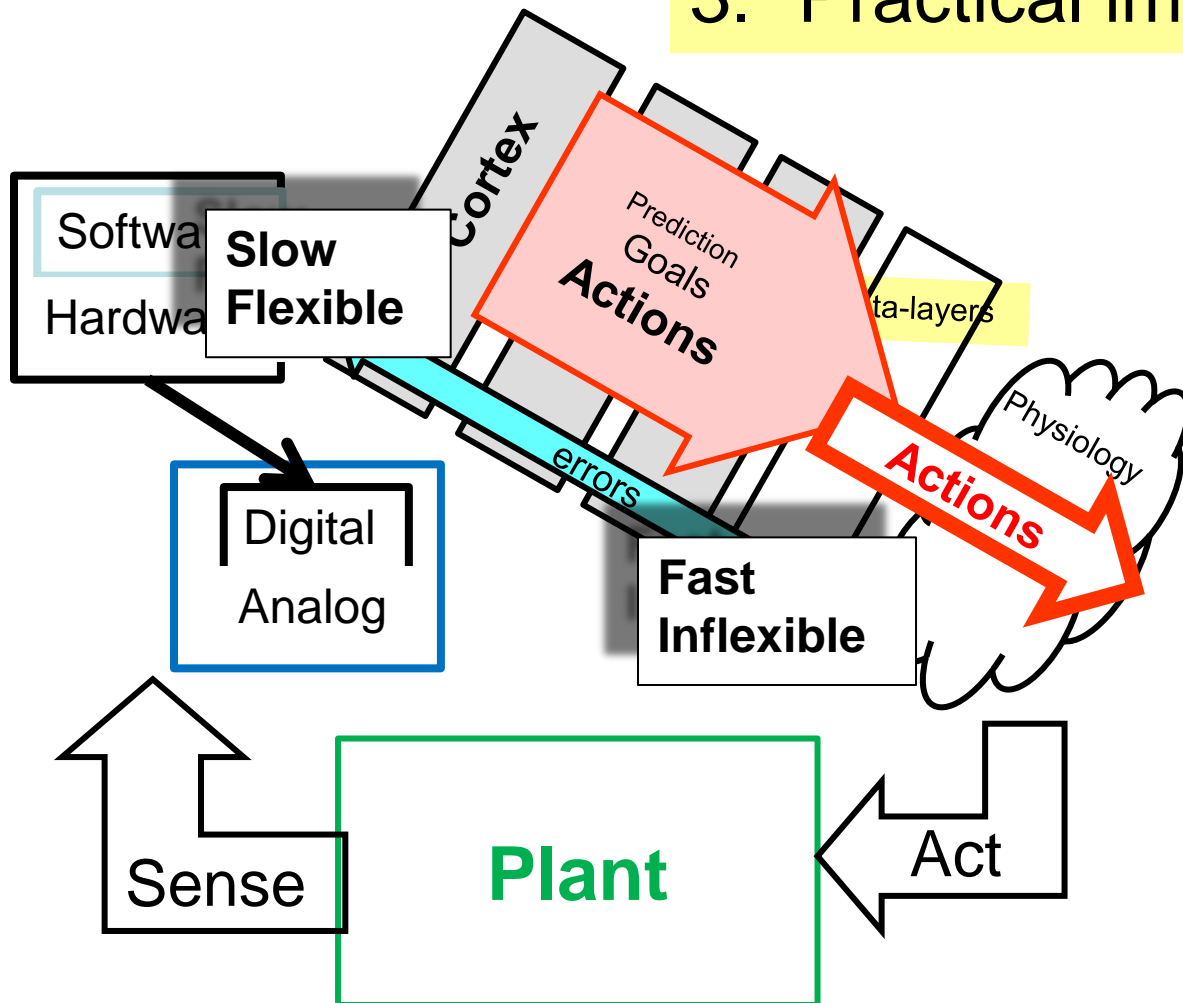 3. Practical im
Cortex
Prediction
Goals
Actions
Softwa
Hardwa
Slow
Flexible
ta-layers
Physiology
Actions
errors
Digital
Analog
Fast
Inflexible
Sense
Plant
Act